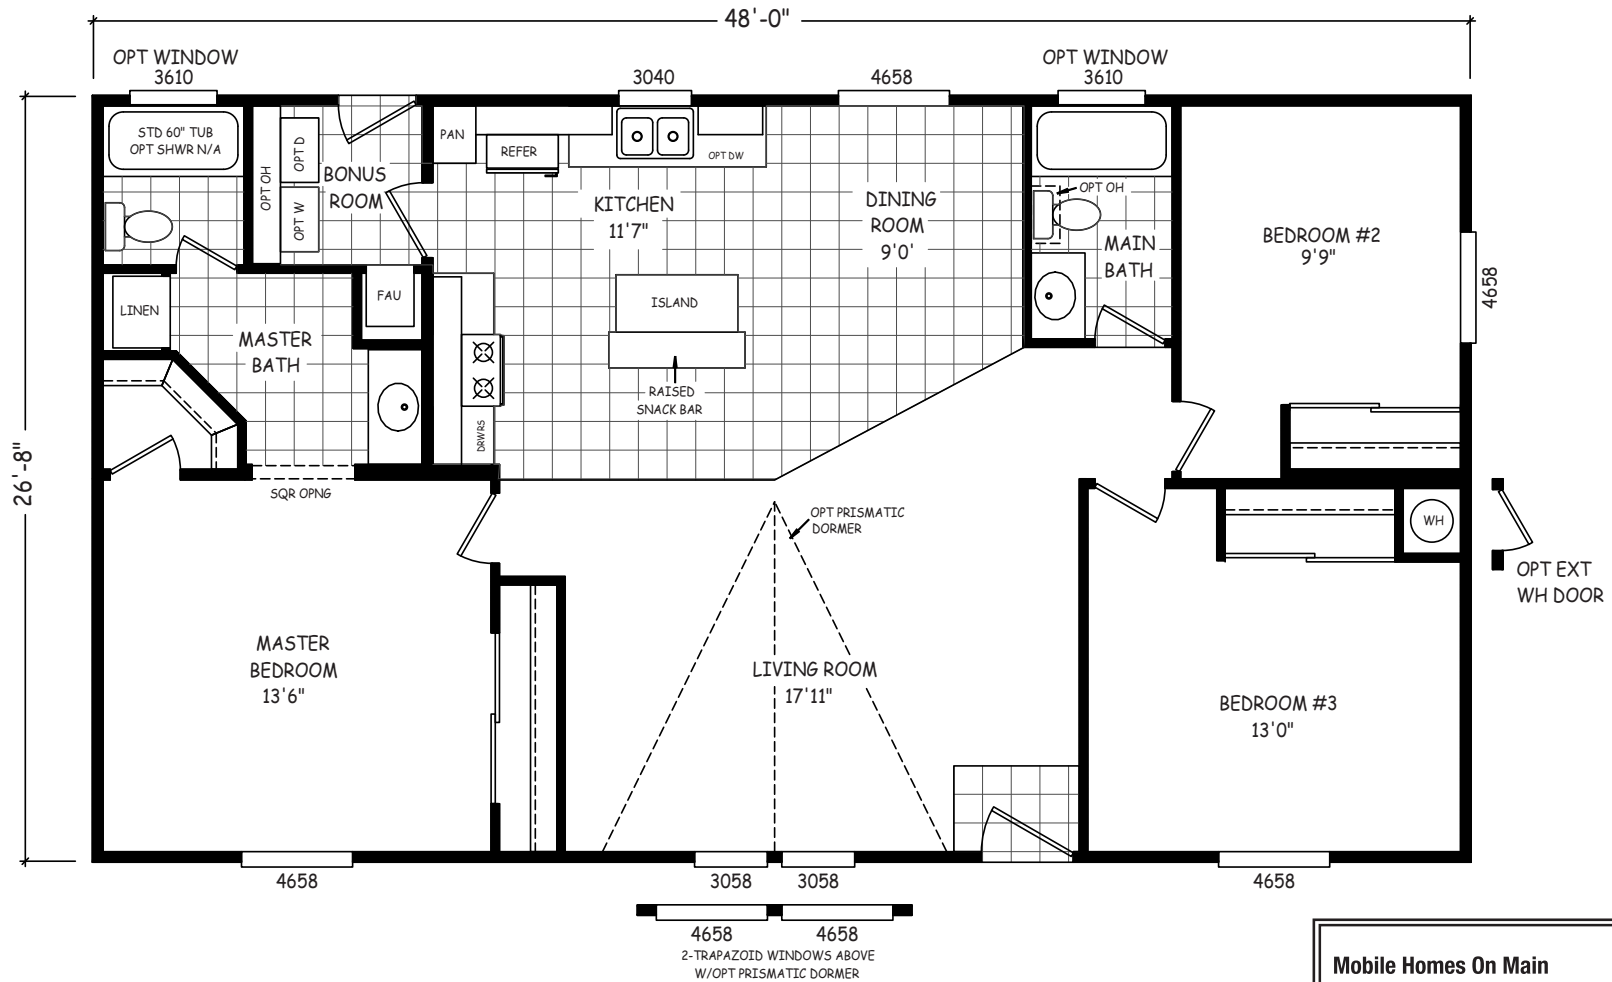 48'-0"
OPT WINDOW
3610
3040
4658
OPT WINDOW
3610
STD 60" TUB
OPT SHWR N/A
OPT OH
OPT D
OPT W
BONUS
ROOM
PAN
REFER
OPT DW
KITCHEN
11'7"
DINING
ROOM
9'0'
OPT OH
MAIN
BATH
BEDROOM #2
9'9"
4658
LINEN
FAU
ISLAND
MASTER
BATH
RAISED
SNACK BAR
DRWRS
26'-8"
SQR OPNG
OPT PRISMATIC
DORMER
WH
OPT EXT
WH DOOR
MASTER
BEDROOM
13'6"
LIVING ROOM
17'11"
BEDROOM #3
13'0"
4658
3058
3058
4658
4658
4658
2-TRAPAZOID WINDOWS ABOVE
W/OPT PRISMATIC DORMER
Mobile Homes On Main